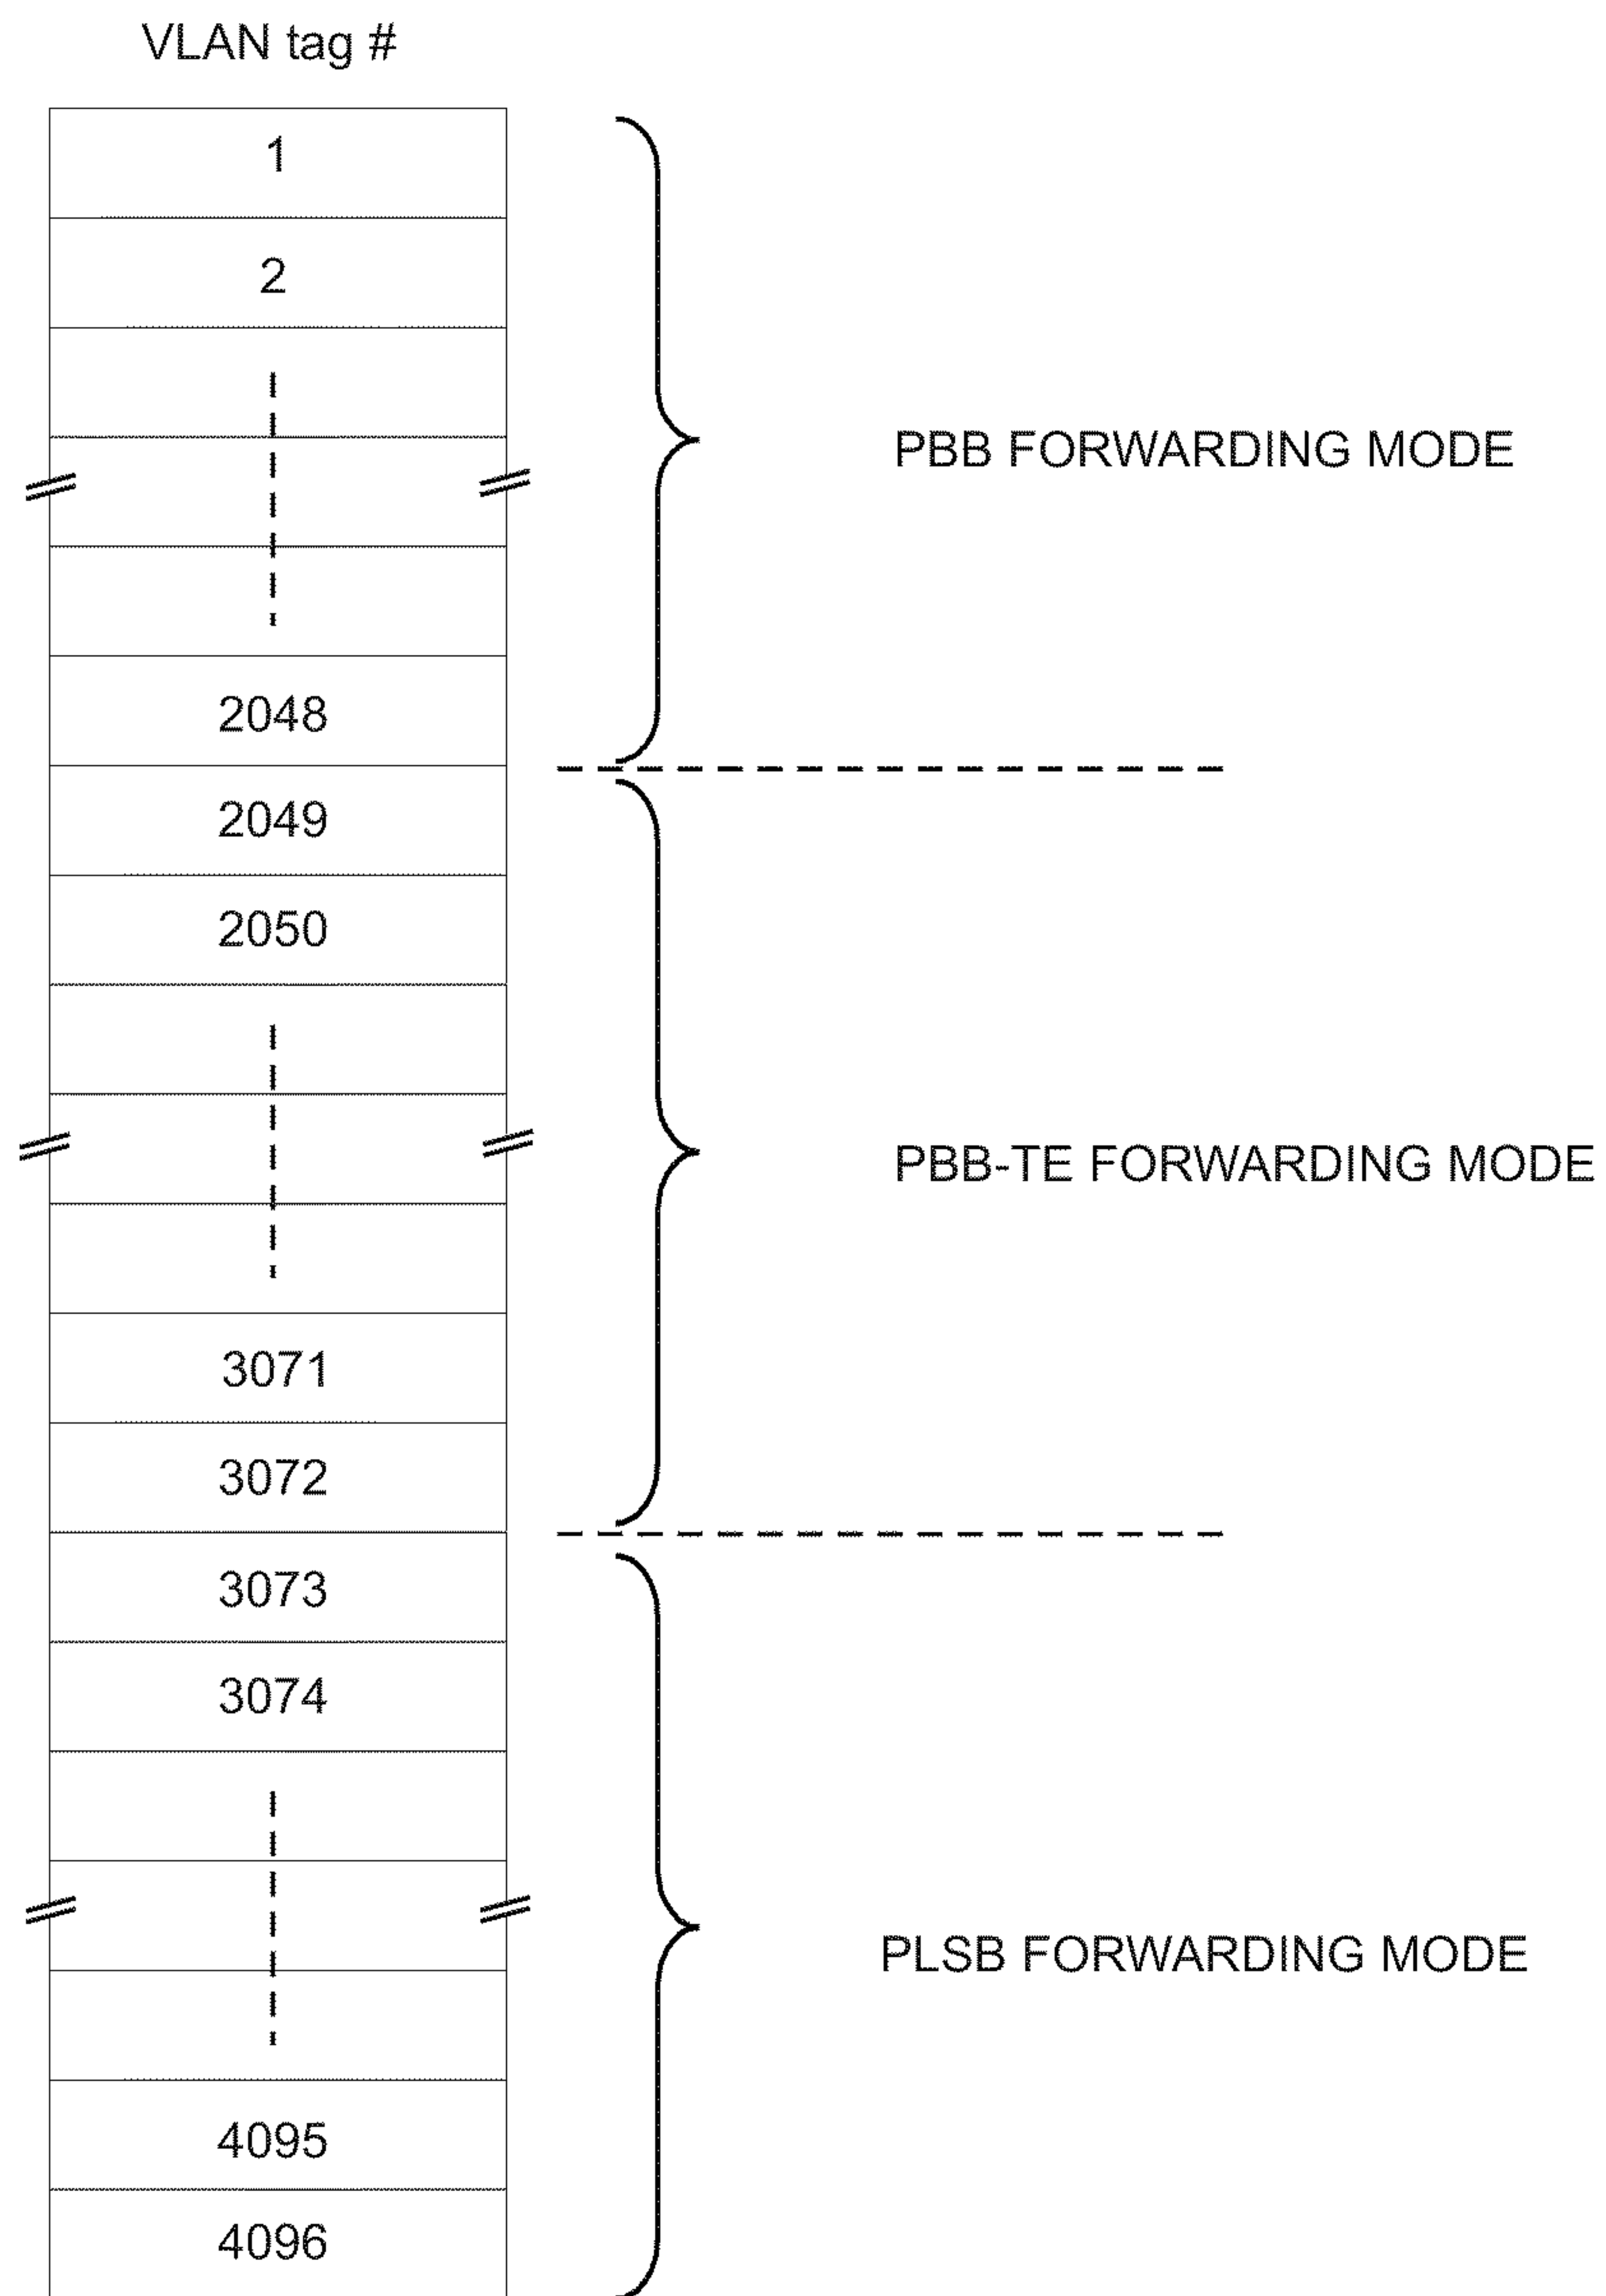 VLAN tag #
1
2
PBB FORWARDING MODE
2048
2049
2050
PBB-TE FORWARDING MODE
3071
3072
3073
3074
PLSB FORWARDING MODE
4095
4096